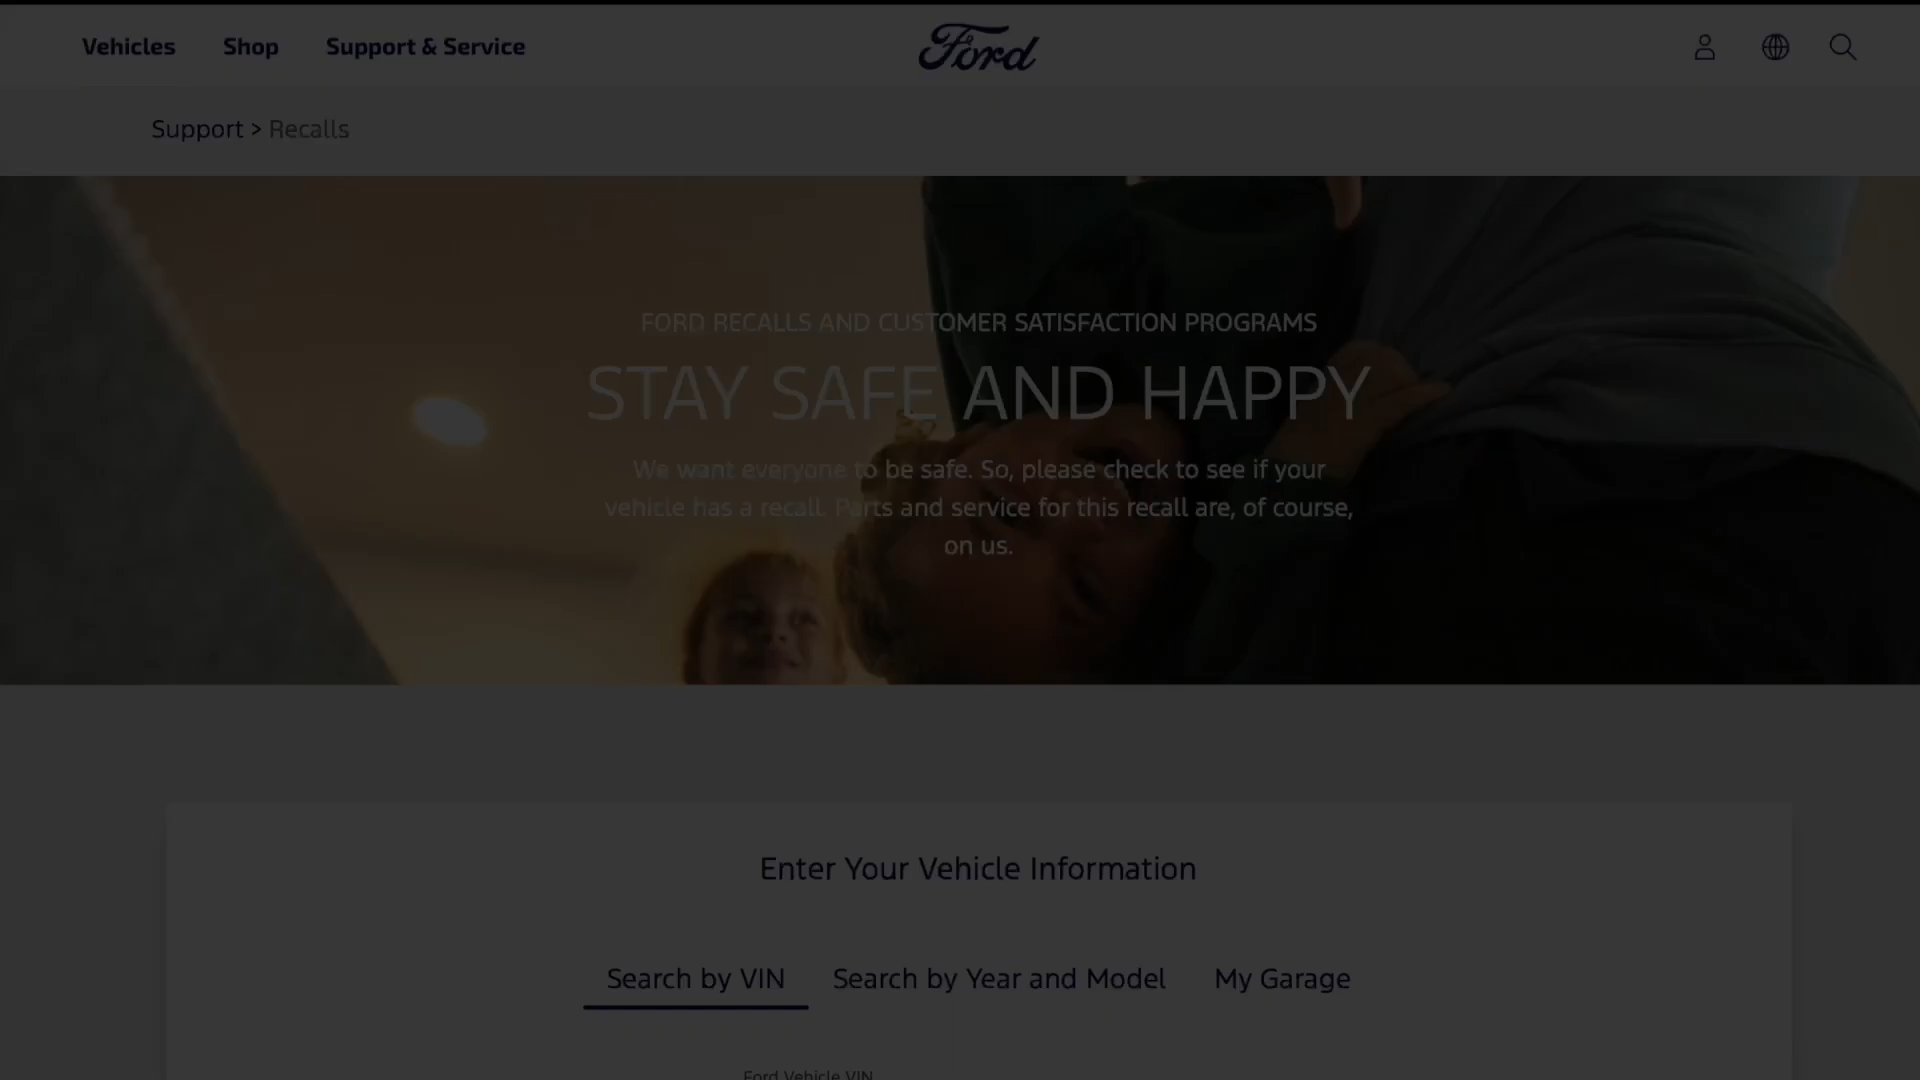 Vehicles Shop Support & Service Ford
Support > Recalls
FORD RECALLS AND CUSTOMER SATISFACTION PROGRAMS
STAY SAFE AND HAPPY
We want everyone to be safe. So, please check to see if your
vehicle has a recall. Parts and service for this recall are, of course,
on us.
Enter Your Vehicle Information
Search by VIN Search by Year and Model My Garage
Ford Vehicle VIN